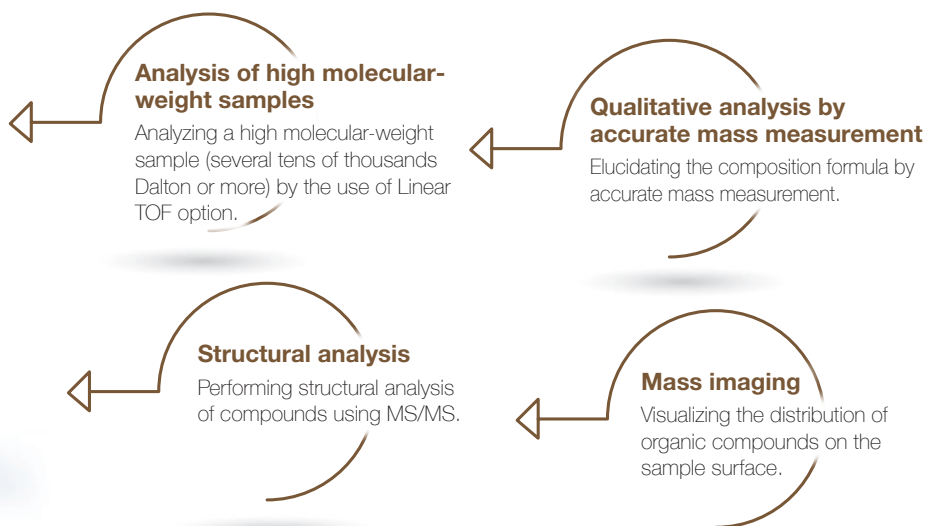 Analysis of high molecular-
weight samples
Analyzing a high molecular-weight
sample (several tens of thousands
Dalton or more) by the use of Linear
TOF option.
Qualitative analysis by
accurate mass measurement
Elucidating the composition formula by
accurate mass measurement.
Structural analysis
Performing structural analysis
of compounds using MS/MS.
Mass imaging
Visualizing the distribution of
organic compounds on the
sample surface.